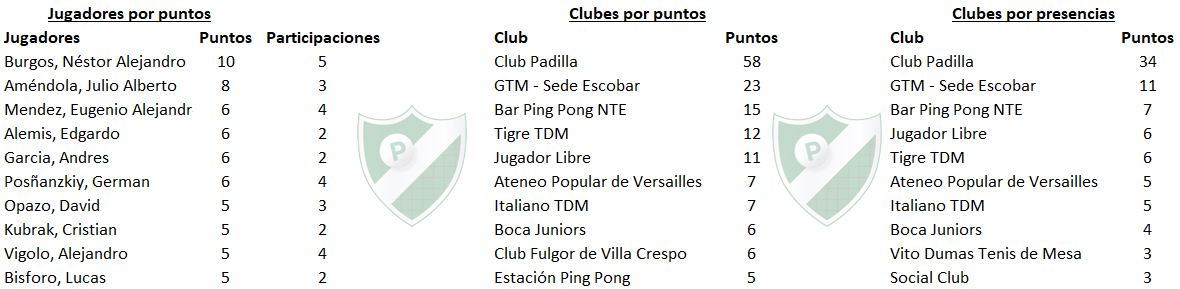 Jugadores por puntos
Jugadores Puntos Participaciones
Burgos, Néstor Alejandro 10 5
Améndola, Julio Alberto 8 3
Mendez, Eugenio Alejandr 6 4
Alemis, Edgardo 6 2
Garcia, Andres 6 2
Posñanzkiy, German 6 4
Opazo, David 5 3
Kubrak, Cristian 5 2
Vigolo, Alejandro 5 4
Bisforo, Lucas 5 2
P
Clubes por puntos
Club Puntos
Club Padilla 58
GTM - Sede Escobar 23
Bar Ping Pong NTE 15
Tigre TDM 12
Jugador Libre 11
Ateneo Popular de Versailles 7
Italiano TDM 7
Boca Juniors 6
Club Fulgor de Villa Crespo 6
Estación Ping Pong 5
P
Clubes por presencias
Club Puntos
Club Padilla 34
GTM - Sede Escobar 11
Bar Ping Pong NTE 7
Jugador Libre 6
Tigre TDM 6
Ateneo Popular de Versailles 5
Italiano TDM 5
Boca Juniors 4
Vito Dumas Tenis de Mesa 3
Social Club 3